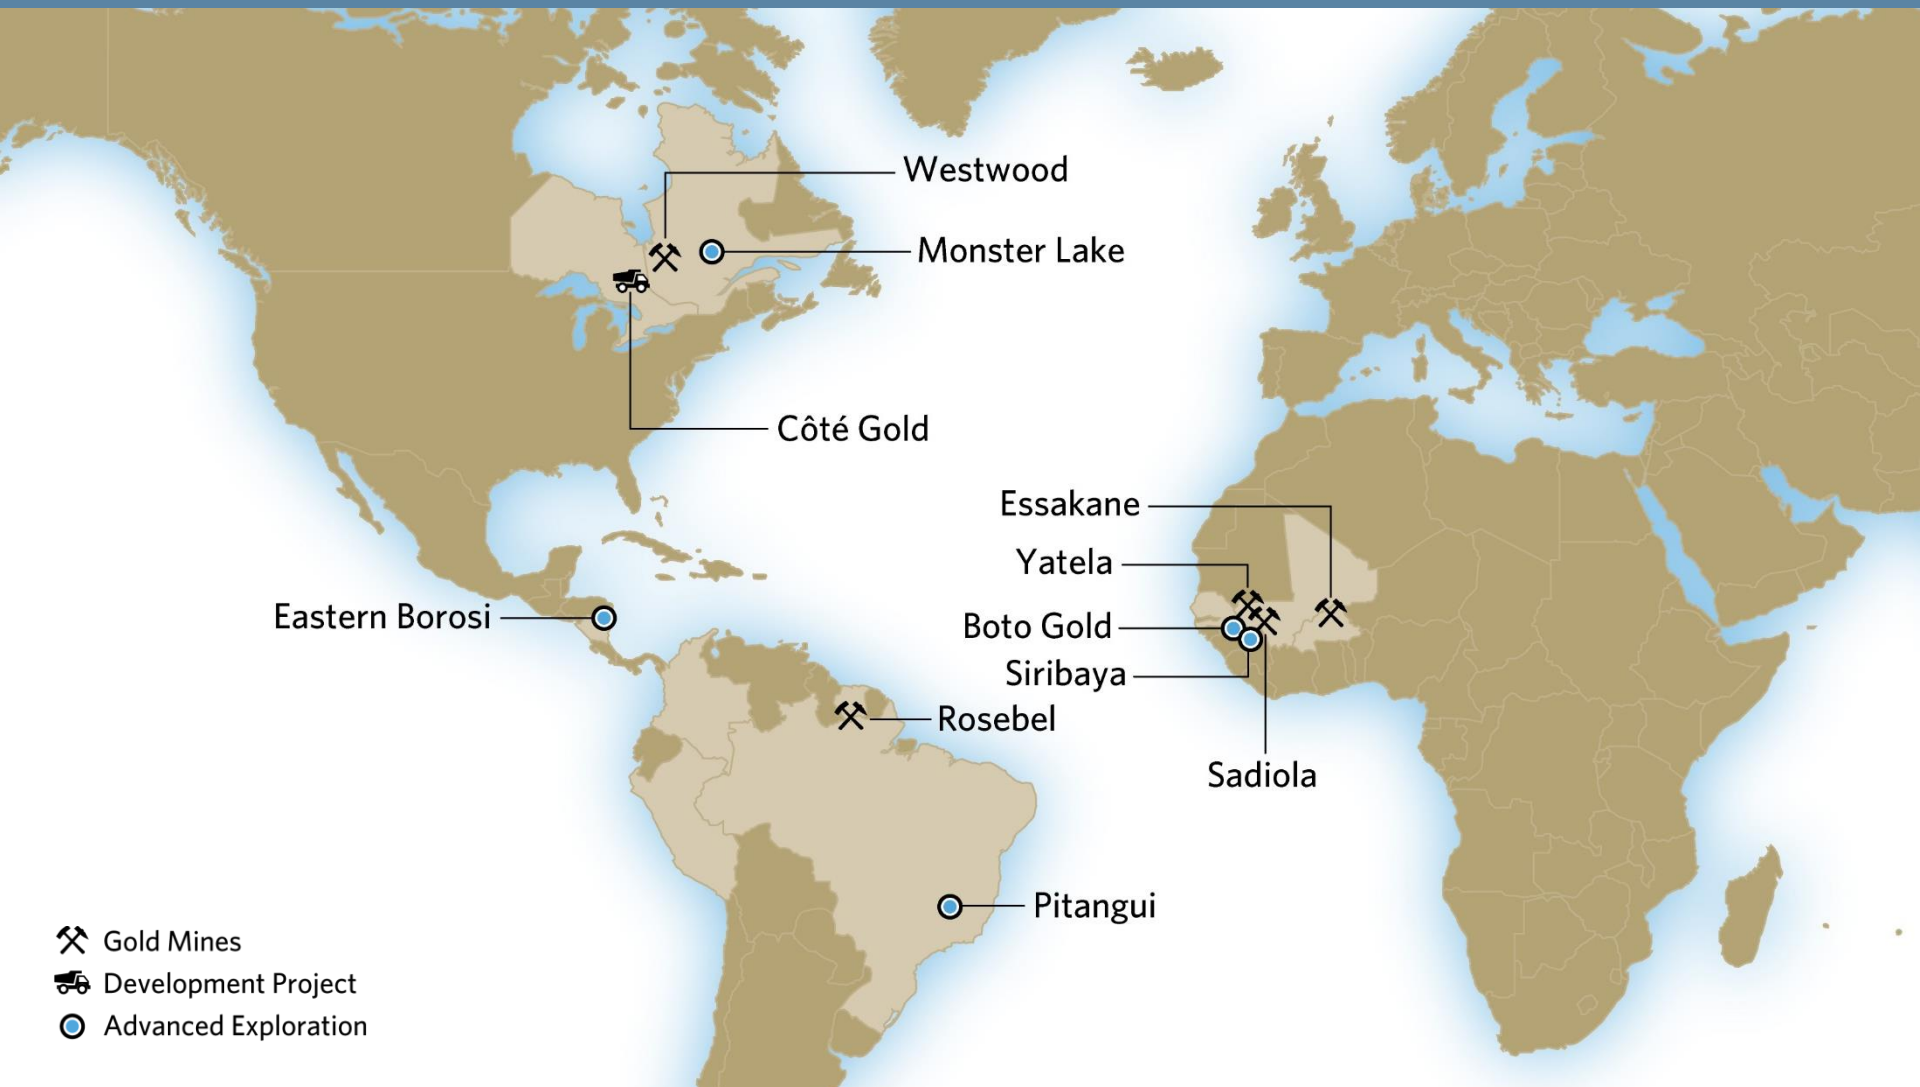 Westwood
Monster Lake
Côté Gold
Essakane
Yatela
Eastern Borosi
Boto Gold
Siribaya
Rosebel
Sadiola
Pitangui
Gold Mines
Development Project
Advanced Exploration